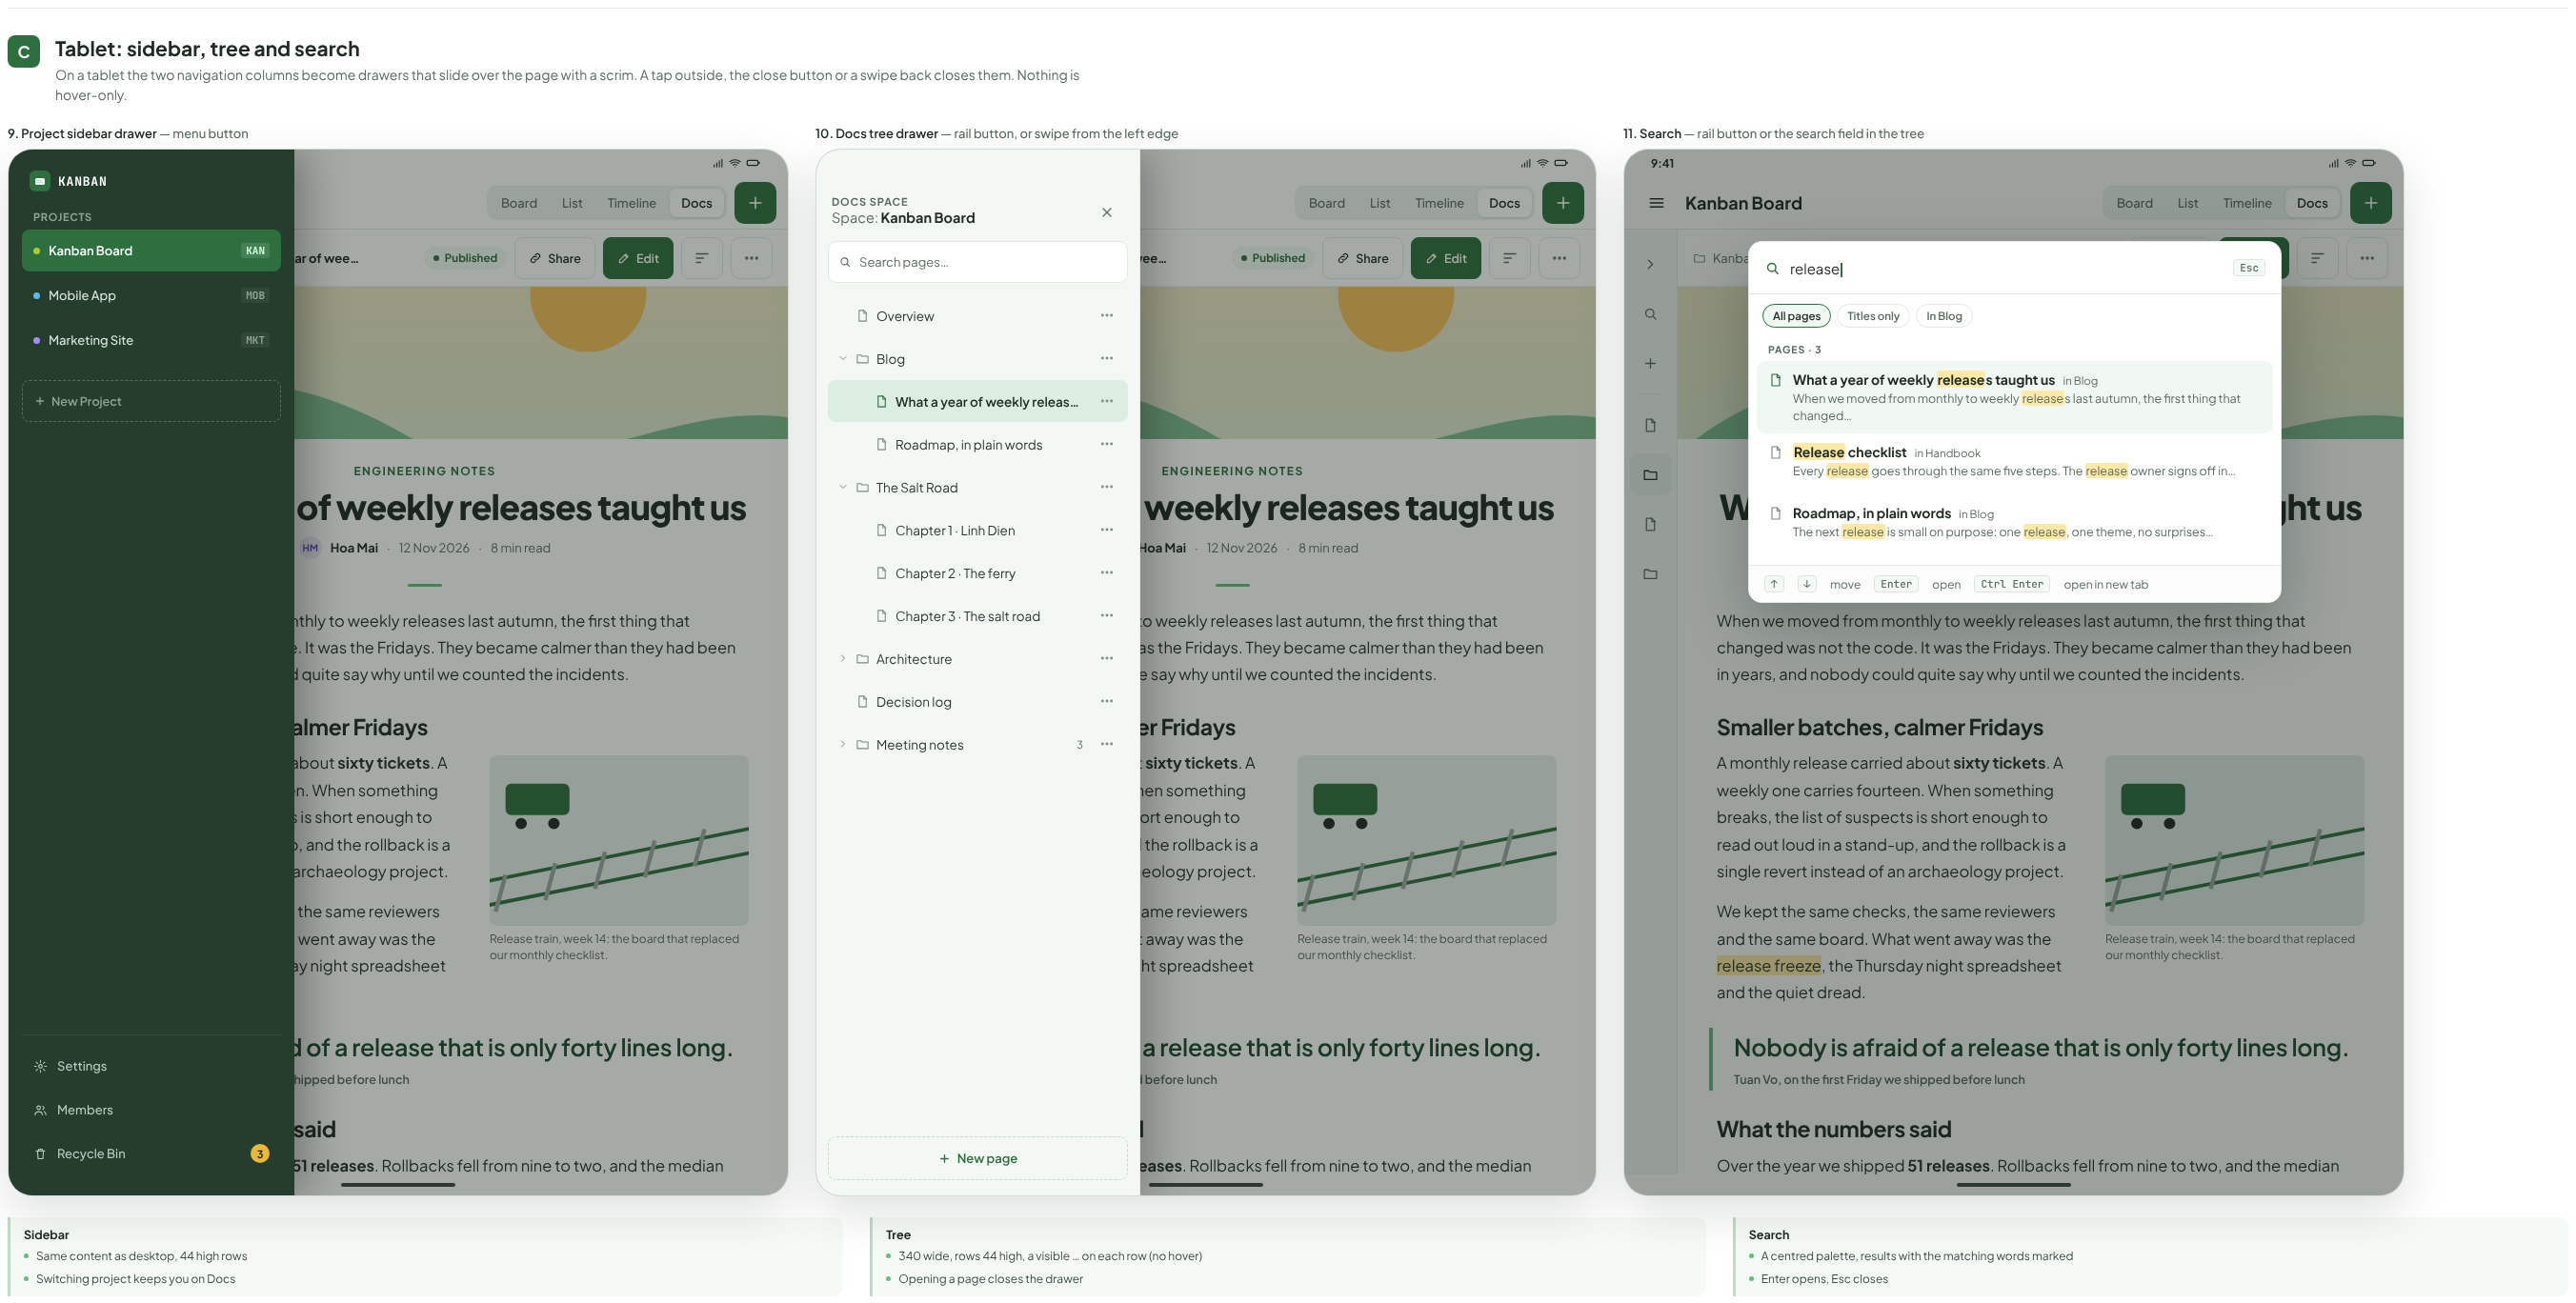 C
Tablet: sidebar, tree and search
On a tablet the two navigation columns become drawers that slide over the page with a scrim. A tap outside, the close button or a swipe back closes them. Nothing is
hover-only.
9. Project sidebar drawer — menu button
KANBAN
PROJECTS
Kanban Board KAN
Mobile App MOB
Marketing Site MKT
+ New Project
Settings
Members
Recycle Bin 3
Board List Timeline Docs +
ar of wee… Published Share Edit
ENGINEERING NOTES
of weekly releases taught us
HM Hoa Mai · 12 Nov 2026 · 8 min read
nthly to weekly releases last autumn, the first thing that
e. It was the Fridays. They became calmer than they had been
d quite say why until we counted the incidents.
almer Fridays
about sixty tickets. A
en. When something
s is short enough to
o, and the rollback is a
archaeology project.
the same reviewers
went away was the
ay night spreadsheet
Release train, week 14: the board that replaced
our monthly checklist.
d of a release that is only forty lines long.
hipped before lunch
said
51 releases. Rollbacks fell from nine to two, and the median
10. Docs tree drawer — rail button, or swipe from the left edge
DOCS SPACE
Space: Kanban Board
Search pages…
Overview
Blog
What a year of weekly releas…
Roadmap, in plain words
The Salt Road
Chapter 1 · Linh Dien
Chapter 2 · The ferry
Chapter 3 · The salt road
Architecture
Decision log
Meeting notes 3
+ New page
Board List Timeline Docs +
ee… Published Share Edit
ENGINEERING NOTES
weekly releases taught us
Hoa Mai · 12 Nov 2026 · 8 min read
to weekly releases last autumn, the first thing that
as the Fridays. They became calmer than they had been
e say why until we counted the incidents.
er Fridays
t sixty tickets. A
hen something
ort enough to
d the rollback is a
eology project.
ame reviewers
t away was the
ht spreadsheet
Release train, week 14: the board that replaced
our monthly checklist.
a release that is only forty lines long.
d before lunch
eases. Rollbacks fell from nine to two, and the median
11. Search — rail button or the search field in the tree
9:41
Kanban Board
Board List Timeline Docs +
Kanba
release Esc
All pages Titles only In Blog
PAGES · 3
What a year of weekly releases taught us in Blog
When we moved from monthly to weekly releases last autumn, the first thing that
changed…
Release checklist in Handbook
Every release goes through the same five steps. The release owner signs off in…
Roadmap, in plain words in Blog
The next release is small on purpose: one release, one theme, no surprises…
↑ ↓ move Enter open Ctrl Enter open in new tab
W ght us
When we moved from monthly to weekly releases last autumn, the first thing that
changed was not the code. It was the Fridays. They became calmer than they had been
in years, and nobody could quite say why until we counted the incidents.
Smaller batches, calmer Fridays
A monthly release carried about sixty tickets. A
weekly one carries fourteen. When something
breaks, the list of suspects is short enough to
read out loud in a stand-up, and the rollback is a
single revert instead of an archaeology project.
We kept the same checks, the same reviewers
and the same board. What went away was the
release freeze, the Thursday night spreadsheet
and the quiet dread.
Release train, week 14: the board that replaced
our monthly checklist.
Nobody is afraid of a release that is only forty lines long.
Tuan Vo, on the first Friday we shipped before lunch
What the numbers said
Over the year we shipped 51 releases. Rollbacks fell from nine to two, and the median
Sidebar
Same content as desktop, 44 high rows
Switching project keeps you on Docs
Tree
340 wide, rows 44 high, a visible … on each row (no hover)
Opening a page closes the drawer
Search
A centred palette, results with the matching words marked
Enter opens, Esc closes